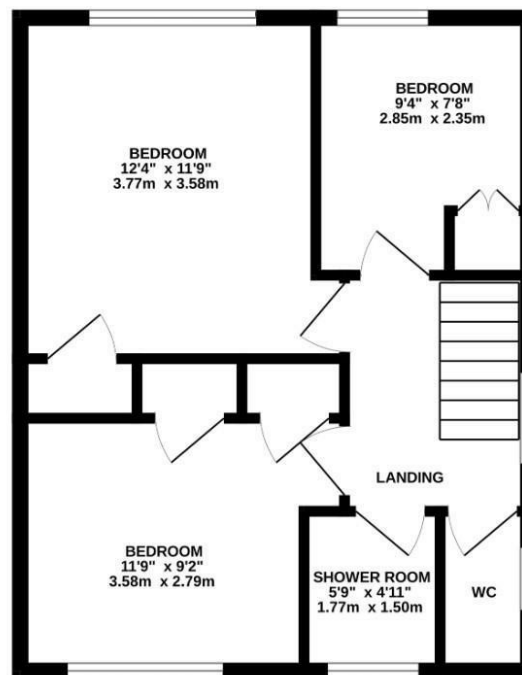 BEDROOM
12'4" x 11'9"
3.77m x 3.58m
BEDROOM
9'4" x 7'8"
2.85m x 2.35m
LANDING
BEDROOM
11'9" x 9'2"
3.58m x 2.79m
SHOWER ROOM
5'9" x 4'11"
1.77m x 1.50m
WC